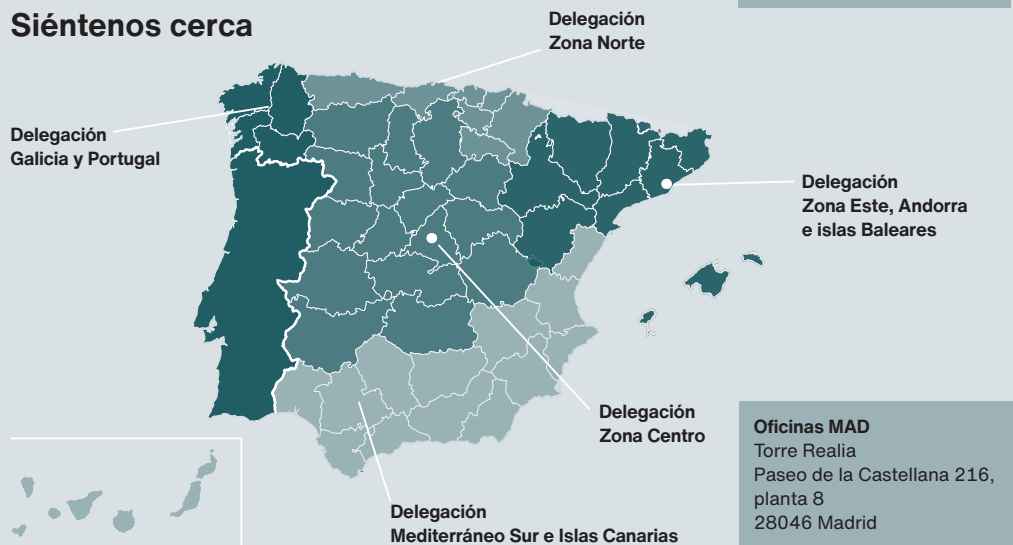 Siéntenos cerca
Delegación
Zona Norte
Delegación
Galicia y Portugal
Delegación
Zona Este, Andorra
e islas Baleares
Delegación
Zona Centro
Delegación
Mediterráneo Sur e Islas Canarias
Oficinas MAD
Torre Realia
Paseo de la Castellana 216,
planta 8
28046 Madrid